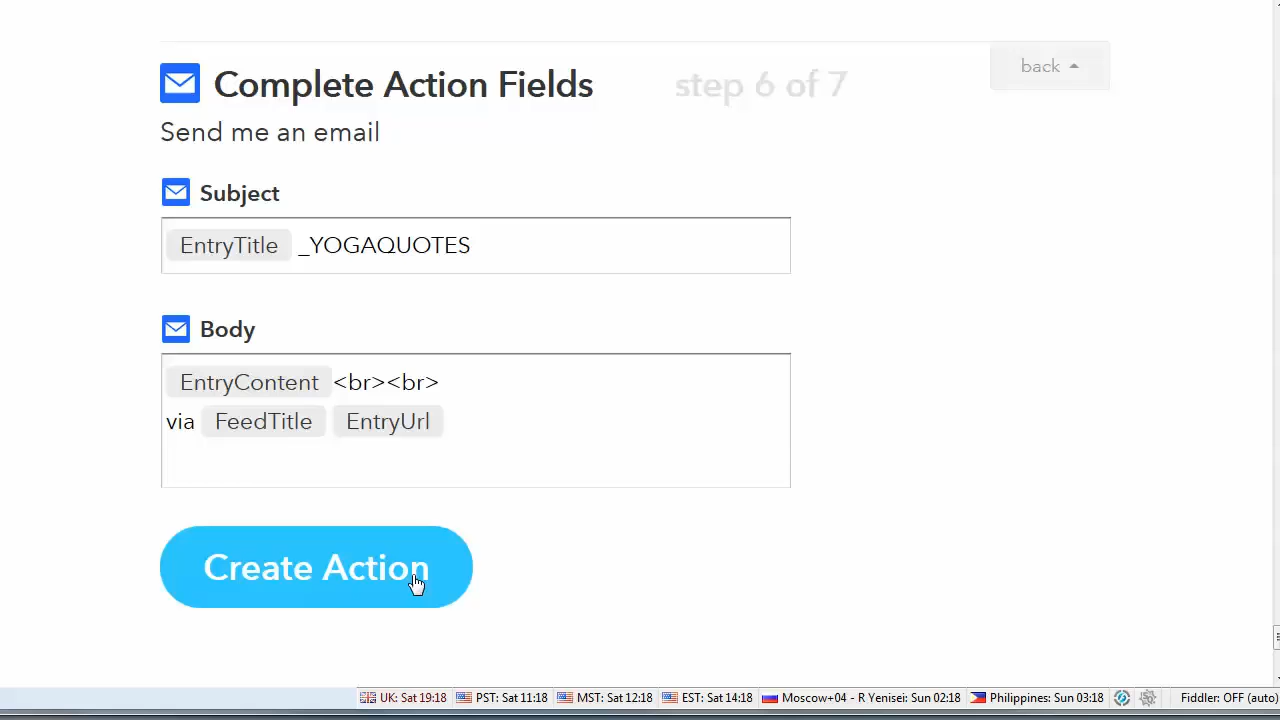 back
Complete Action Fields step 6 of 7
Send me an email
Subject
EntryTitle _YOGAQUOTES
Body
EntryContent <br><br>
via FeedTitle EntryUrl
Create Action
UK: Sat 19:18 PST: Sat 11:18 MST: Sat 12:18 EST: Sat 14:18 Moscow+04 - R Yenisei: Sun 02:18 Philippines: Sun 03:18 Fiddler: OFF (auto)